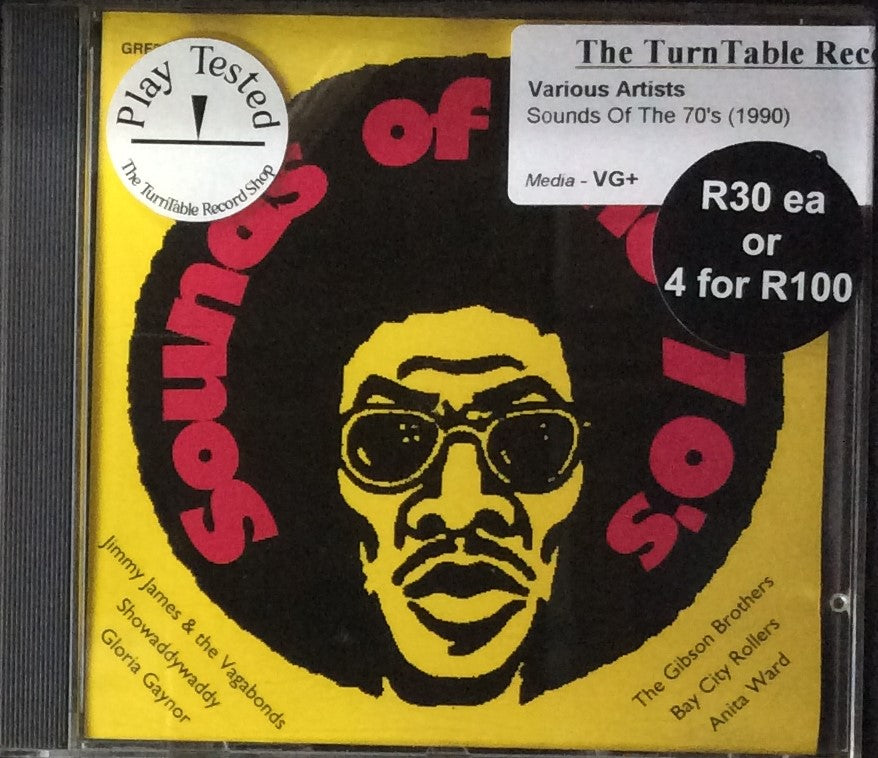 Play Tested
The TurnTable Record Shop
The TurnTable
Various Artists
Sounds Of The 70's (1990)
Media - VG+
R30 ea
or
4 for R100
sounds of
70's
Jimmy James & the Vagabonds
Showaddywaddy
Gloria Gaynor
The Gibson Brothers
Bay City Rollers
Anita Ward